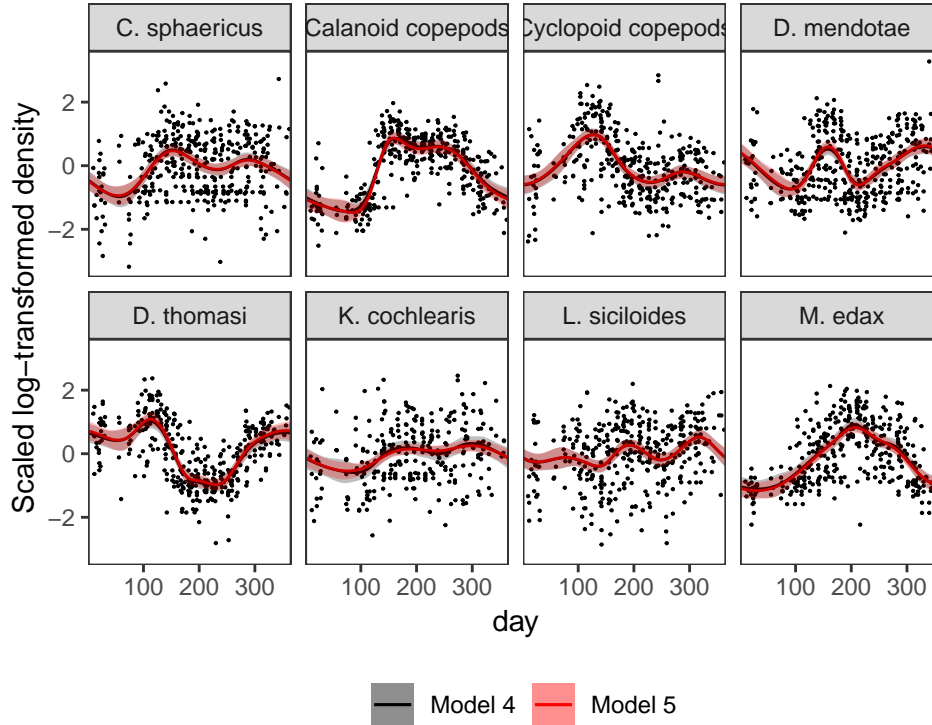 C. sphaericus Calanoid copepods Cyclopoid copepods D. mendotae
2
0
−2
D. thomasi K. cochlearis L. siciloides M. edax
2
0
−2
100 200 300 100 200 300 100 200 300 100 200 300
Scaled log−transformed density
day
Model 4 Model 5